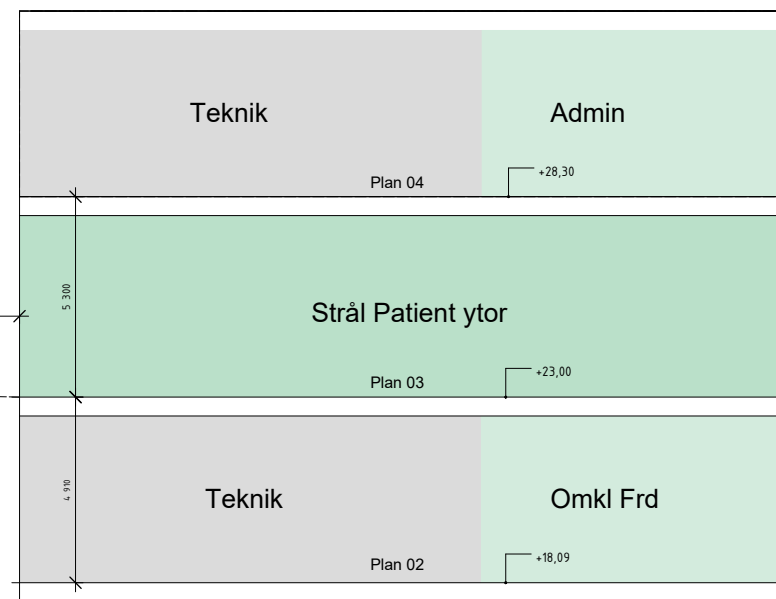 Teknik
Admin
Plan 04
+28,30
5 300
Strål Patient ytor
Plan 03
+23,00
4 910
Teknik
Omkl Frd
Plan 02
+18,09